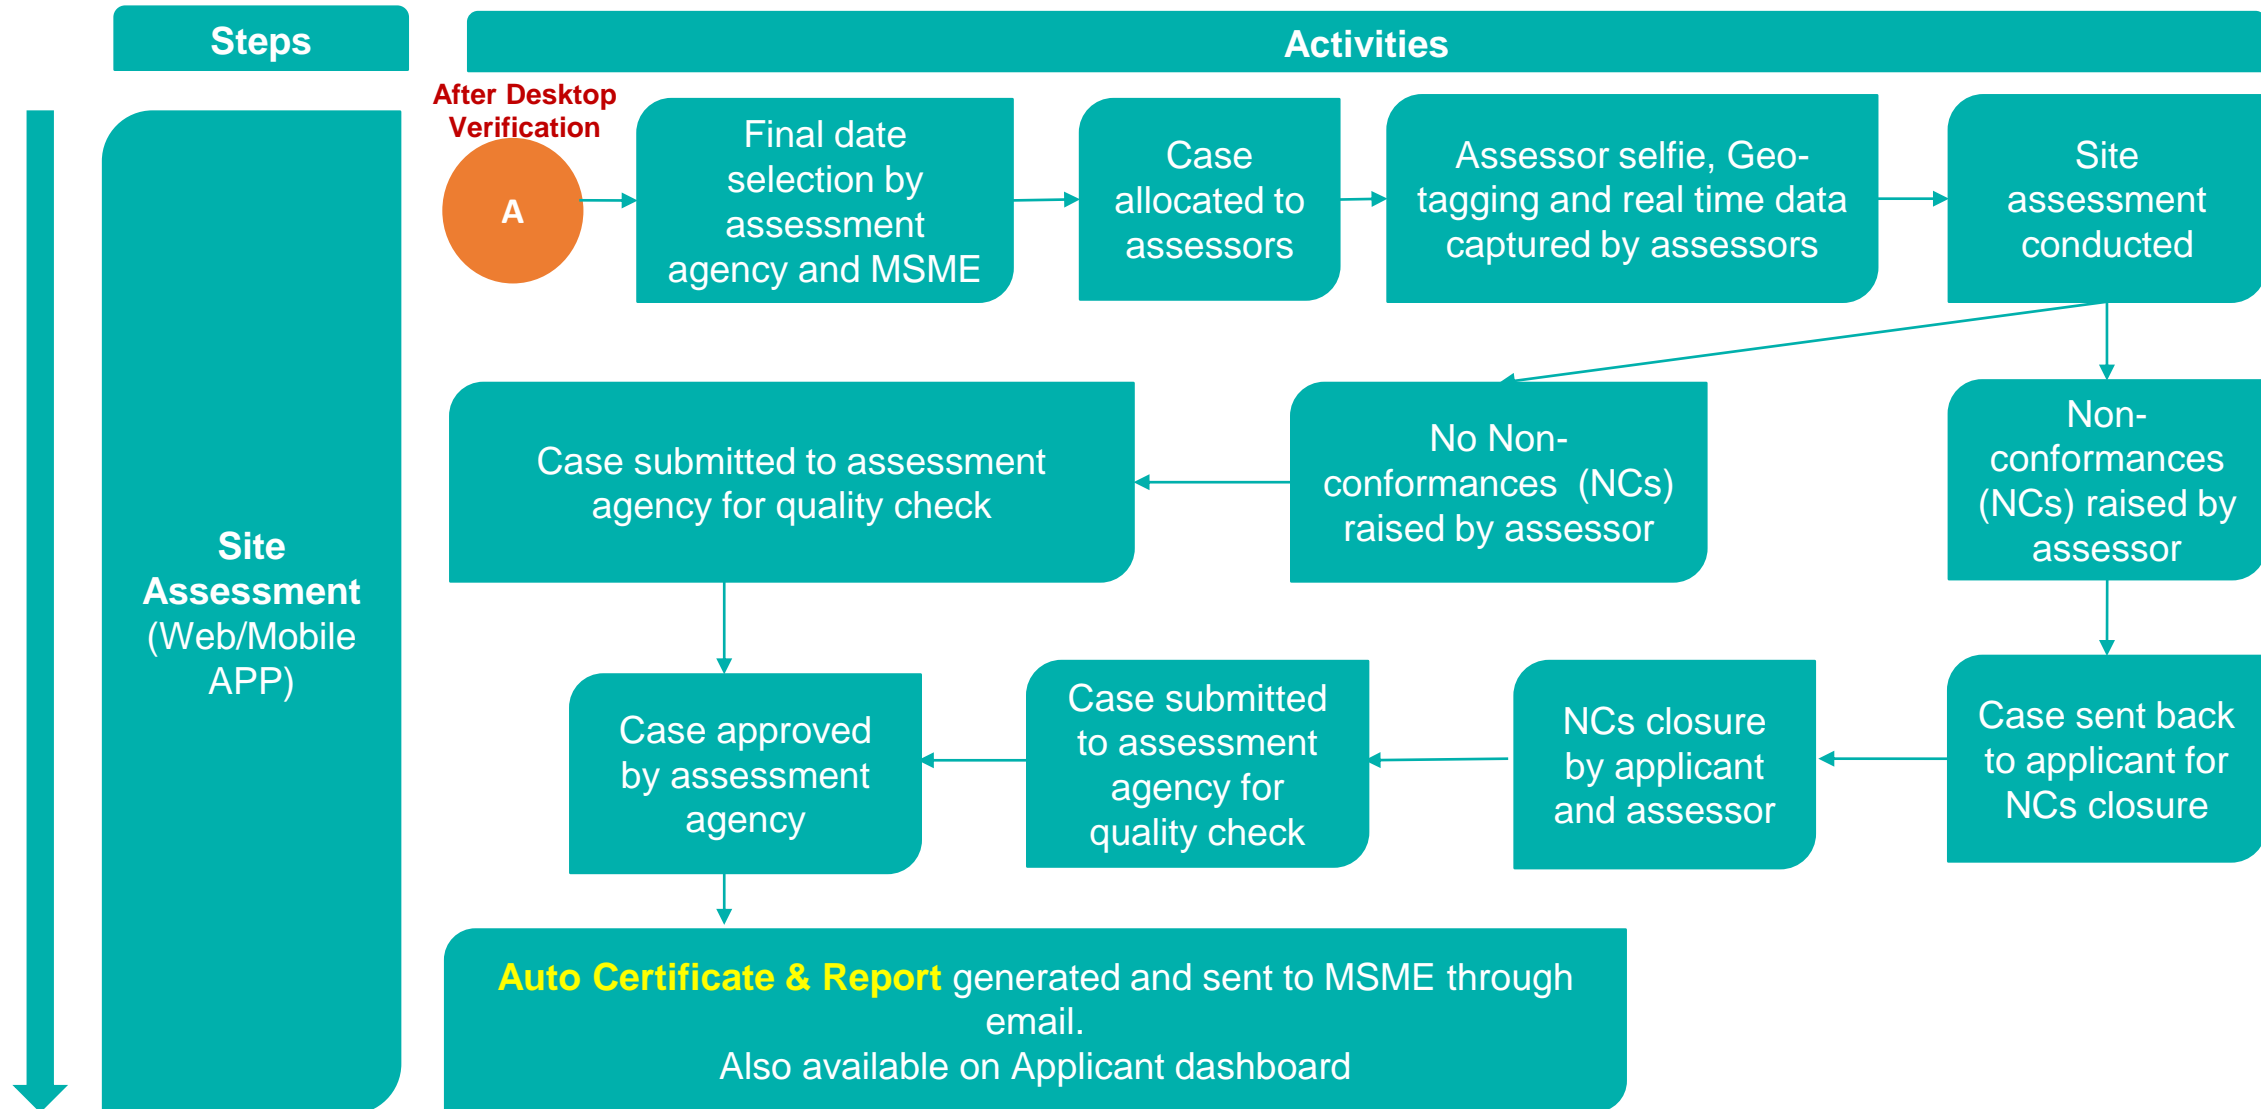 Steps
Activities
After Desktop
Verification
A
Final date
selection by
assessment
agency and MSME
Case
allocated to
assessors
Assessor selfie, Geo-
tagging and real time data
captured by assessors
Site
assessment
conducted
Site
Assessment
(Web/Mobile
APP)
Case submitted to assessment
agency for quality check
No Non-
conformances (NCs)
raised by assessor
Non-
conformances
(NCs) raised by
assessor
Case approved
by assessment
agency
Case submitted
to assessment
agency for
quality check
NCs closure
by applicant
and assessor
Case sent back
to applicant for
NCs closure
Auto Certificate & Report generated and sent to MSME through
email.
Also available on Applicant dashboard